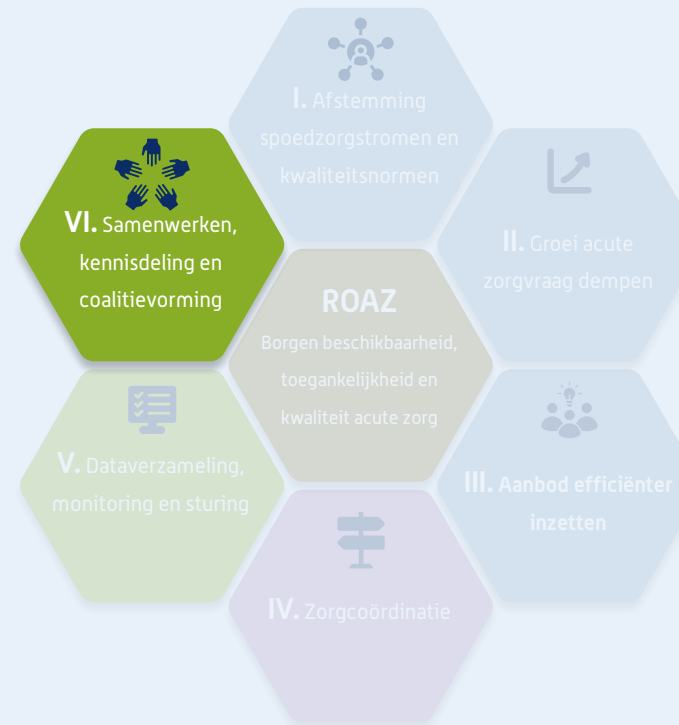 I. Afstemming
spoedzorgstromen en
kwaliteitsnormen
II. Groei acute
zorgvraag dempen
III. Aanbod efficiënter
inzetten
IV. Zorgcoördinatie
V. Dataverzameling,
monitoring en sturing
VI. Samenwerken,
kennisdeling en
coalitievorming
ROAZ
Borgen beschikbaarheid,
toegankelijkheid en
kwaliteit acute zorg